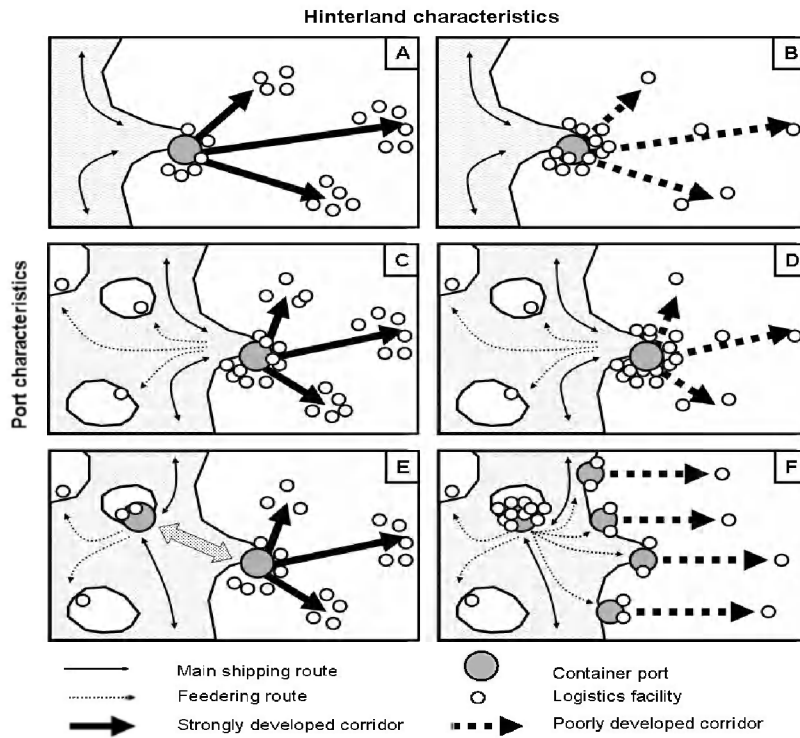 Hinterland characteristics
A
B
Port characteristics
C
D
E
F
Main shipping route
Container port
Feedering route
Logistics facility
Strongly developed corridor
Poorly developed corridor